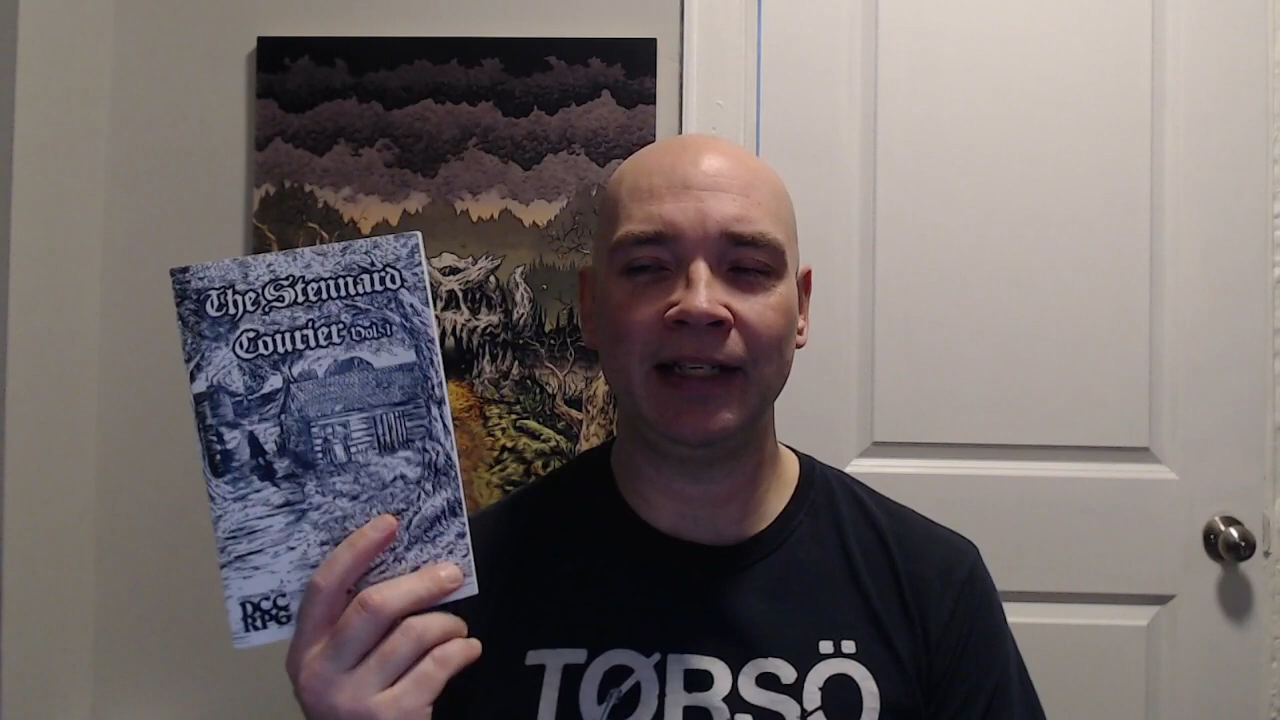 The Stennard
Courier Vol. 1
DCC
RPG
TØRSÖ